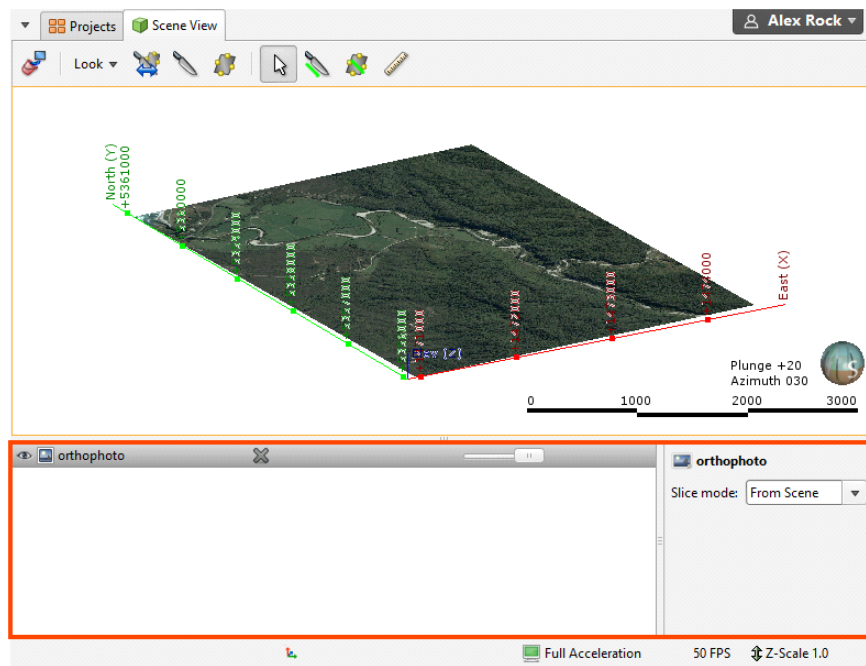 Projects
Scene View
Alex Rock
Look
North (Y)
+5361000
East (X)
Plunge +20
Azimuth 030
0 1000 2000 3000
orthophoto
orthophoto
Slice mode: From Scene
Full Acceleration
50 FPS
Z-Scale 1.0